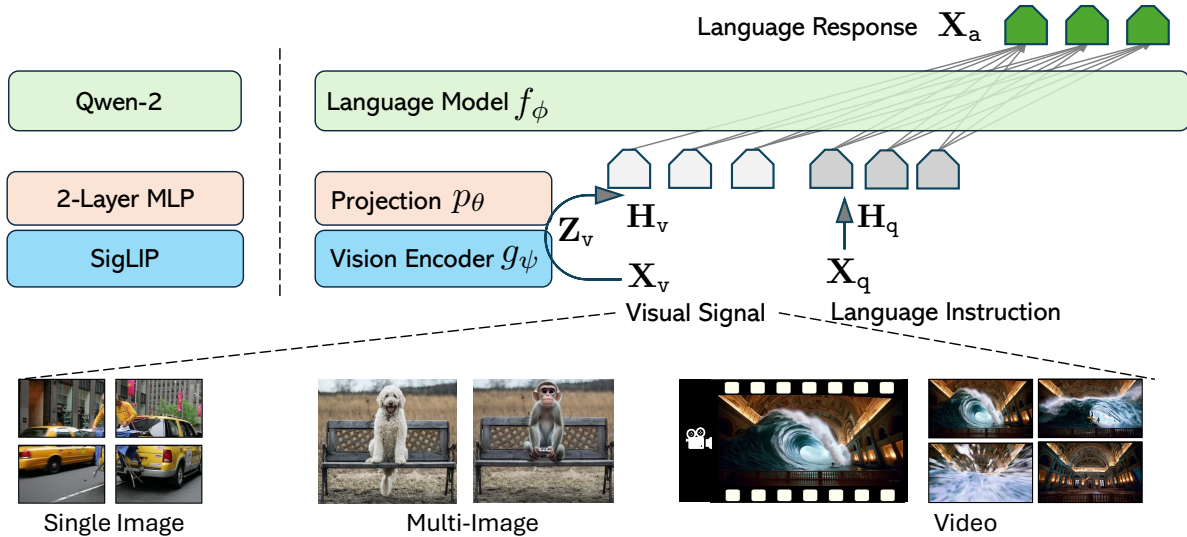 Language Response X_a
Qwen-2
Language Model f_ϕ
2-Layer MLP
Projection p_θ
H_v
H_q
Z_v
SigLIP
Vision Encoder g_ψ
X_v
X_q
Visual Signal
Language Instruction
Single Image
Multi-Image
Video